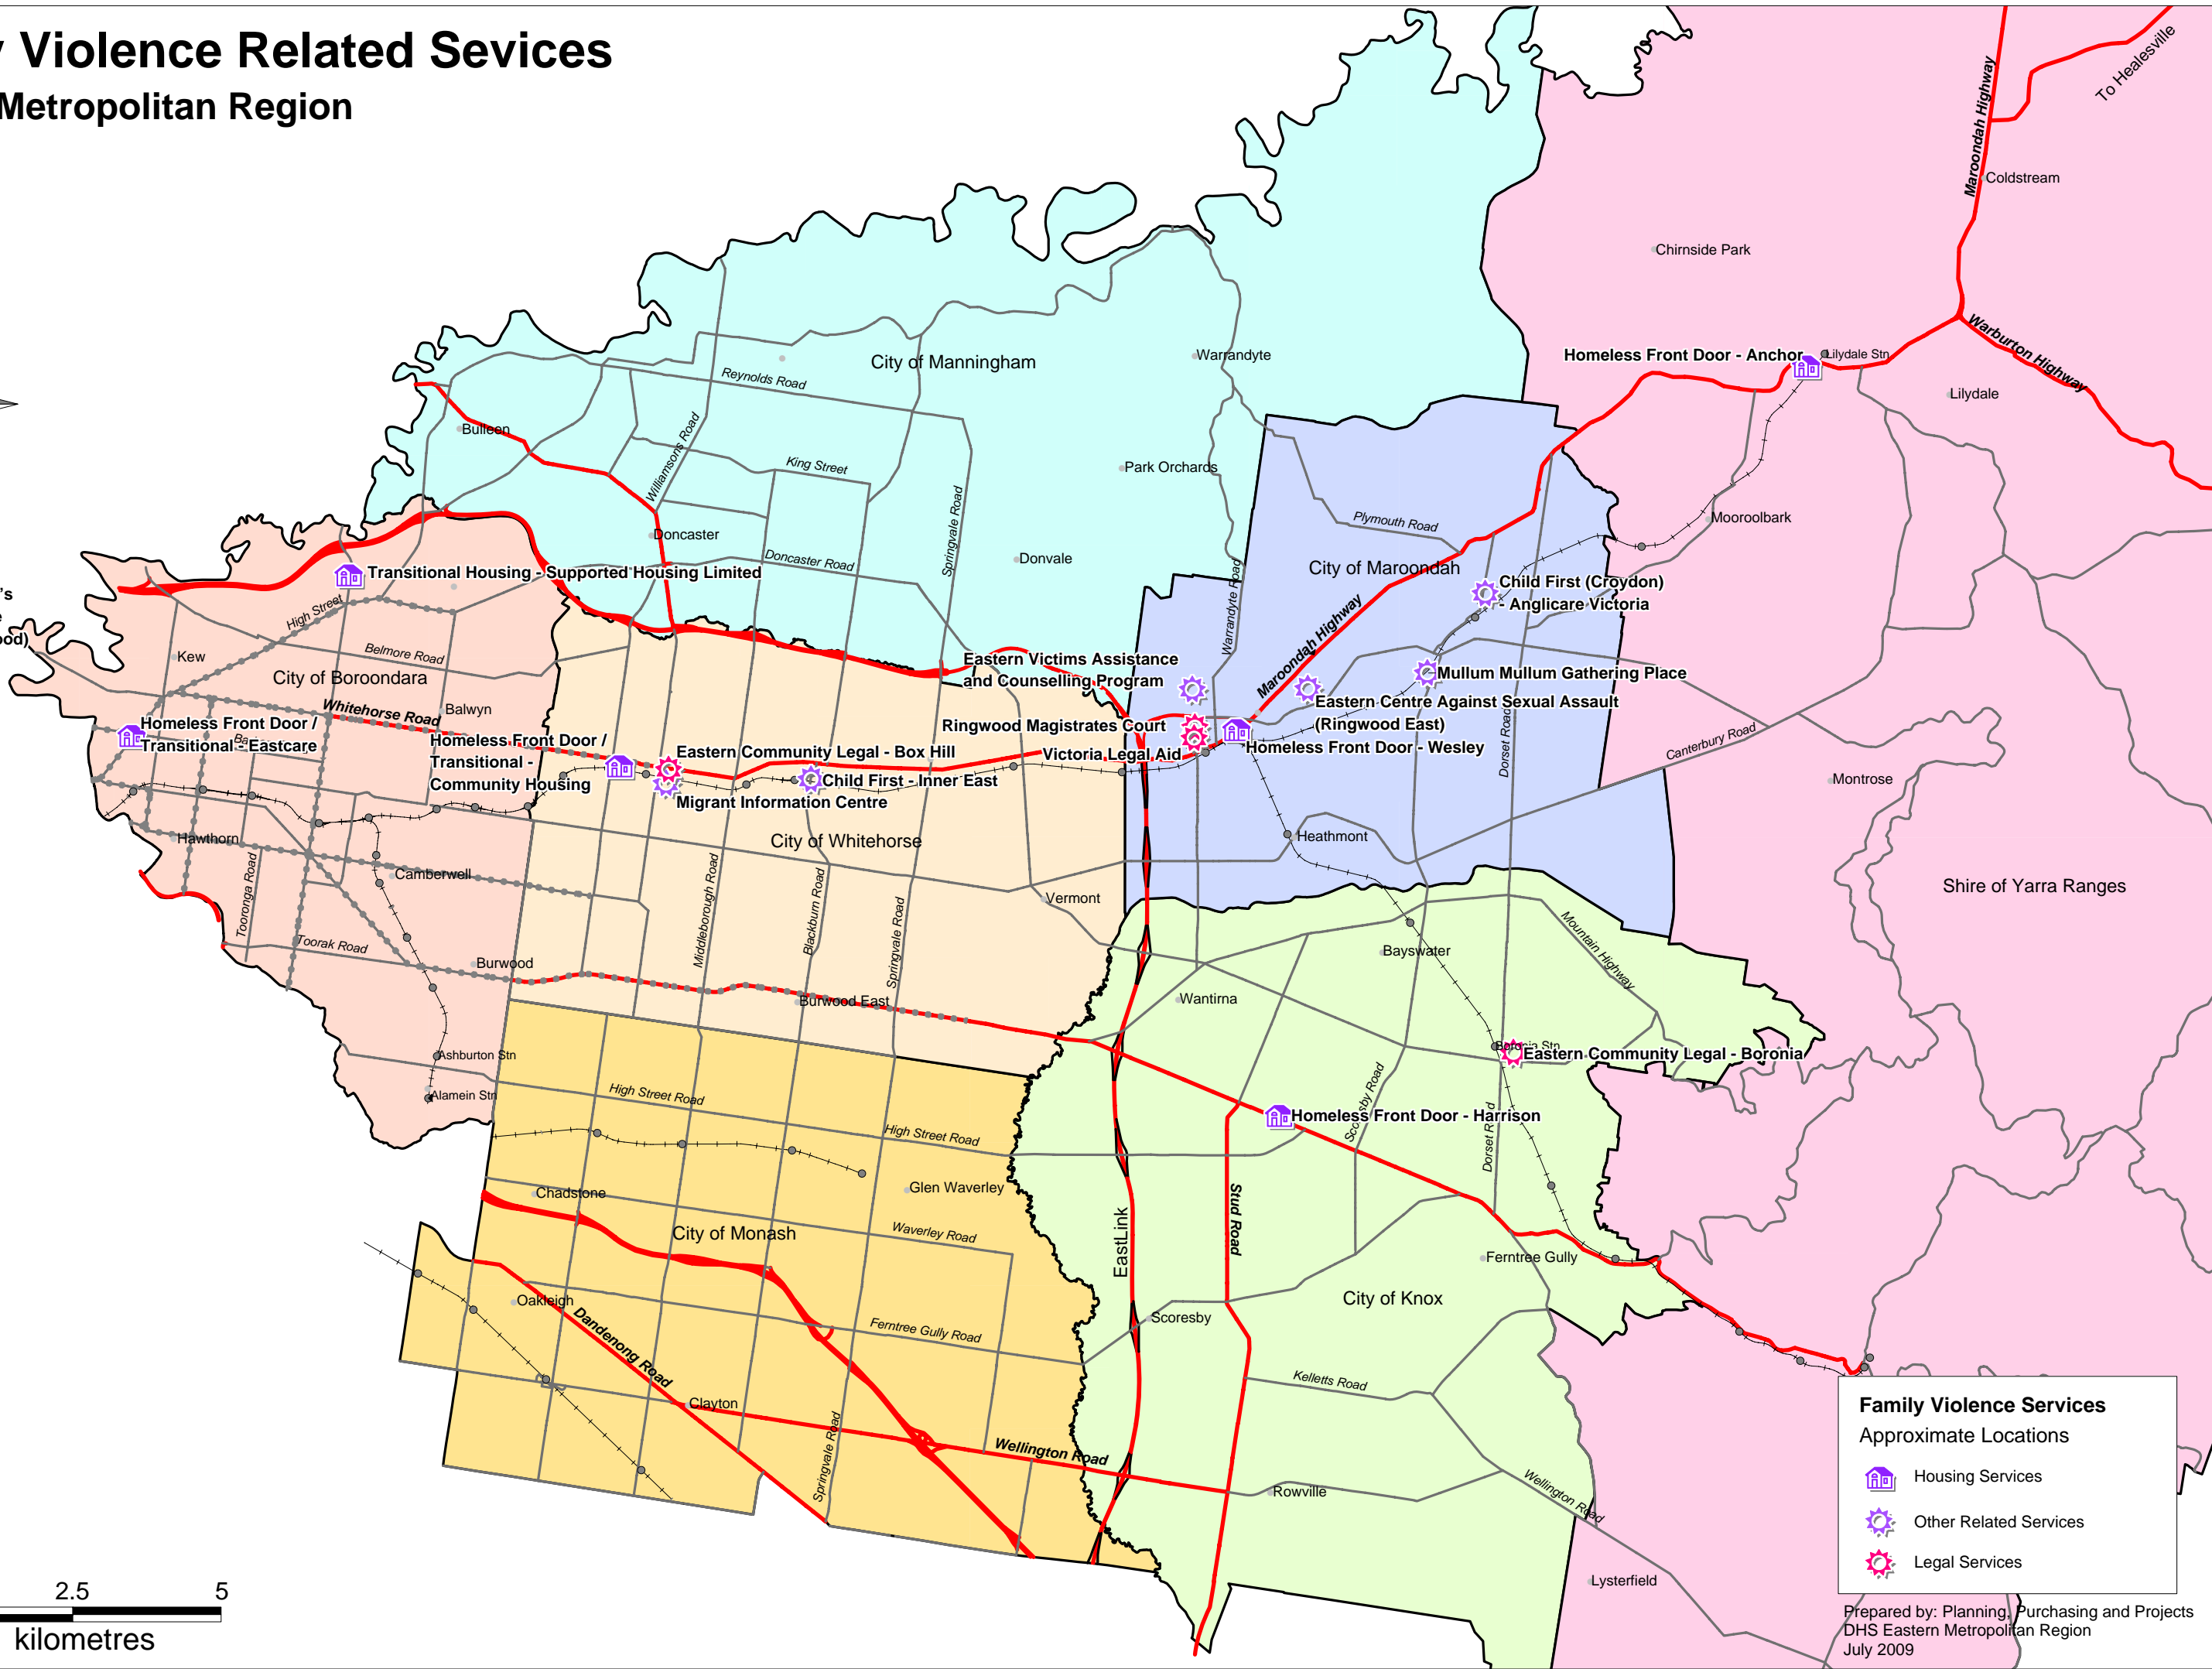 y Violence Related Sevices
Metropolitan Region
To Healesville
Maroondah Highway
Coldstream
Chirnside Park
Warburton Highway
Homeless Front Door - Anchor
Lilydale Stn
Lilydale
City of Manningham
Warrandyte
Reynolds Road
Bulleen
Williamsons Road
King Street
Park Orchards
Springvale Road
Doncaster
Doncaster Road
Donvale
Plymouth Road
Mooroolbark
City of Maroondah
Warrandyte Road
Maroondah Highway
Child First (Croydon)
- Anglicare Victoria
Transitional Housing - Supported Housing Limited
's
e
ood)
High Street
Kew
Belmore Road
City of Boroondara
Whitehorse Road
Balwyn
Homeless Front Door /
Transitional - Eastcare
Homeless Front Door /
Transitional -
Community Housing
Eastern Victims Assistance
and Counselling Program
Mullum Mullum Gathering Place
Eastern Centre Against Sexual Assault
(Ringwood East)
Ringwood Magistrates Court
Victoria Legal Aid
Homeless Front Door - Wesley
Eastern Community Legal - Box Hill
Child First - Inner East
Migrant Information Centre
Dorset Road
Canterbury Road
Montrose
City of Whitehorse
Heathmont
Hawthorn
Tooronga Road
Camberwell
Middleborough Road
Blackburn Road
Springvale Road
Vermont
Shire of Yarra Ranges
Toorak Road
Burwood
Burwood East
Bayswater
Mountain Highway
Wantirna
Ashburton Stn
Alamein Stn
Boronia Stn
Eastern Community Legal - Boronia
High Street Road
High Street Road
Homeless Front Door - Harrison
Scoresby Road
Dorset Rd
Chadstone
Glen Waverley
City of Monash
Waverley Road
EastLink
Stud Road
Ferntree Gully
Oakleigh
City of Knox
Scoresby
Dandenong Road
Ferntree Gully Road
Kelletts Road
Clayton
Springvale Road
Wellington Road
Rowville
Wellington Road
Lysterfield
Family Violence Services
Approximate Locations
Housing Services
Other Related Services
Legal Services
2.5 5
kilometres
Prepared by: Planning, Purchasing and Projects
DHS Eastern Metropolitan Region
July 2009